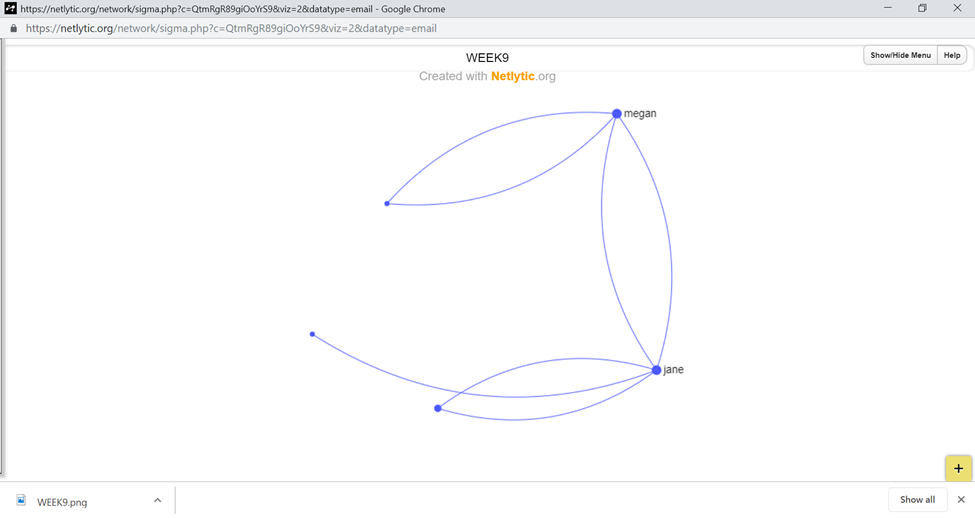 https://netlytic.org/network/sigma.php?c=QtmRgR89giOoYrS9&viz=2&datatype=email - Google Chrome
https://netlytic.org/network/sigma.php?c=QtmRgR89giOoYrS9&viz=2&datatype=email
WEEK9
Show/Hide Menu Help
Created with Netlytic.org
megan
jane
+
WEEK9.png
Show all